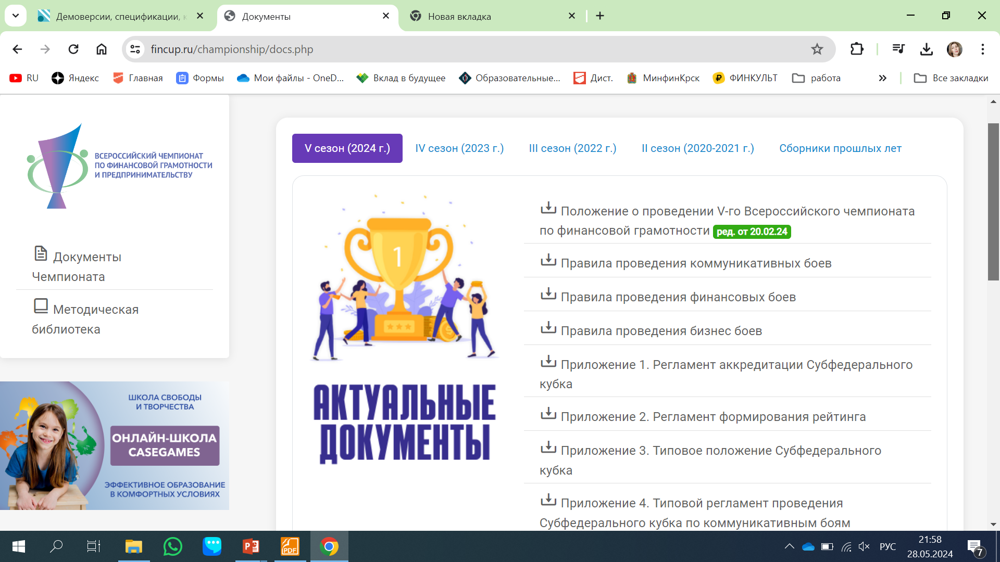 Демоверсии, спецификации, к
Документы
Новая вкладка
fincup.ru/championship/docs.php
RU
Яндекс
Главная
Формы
Мои файлы - OneD...
Вклад в будущее
Образовательные...
Дист.
МинфинКрск
ФИНКУЛЬТ
работа
Все закладки
ВСЕРОССИЙСКИЙ ЧЕМПИОНАТ
ПО ФИНАНСОВОЙ ГРАМОТНОСТИ
И ПРЕДПРИНИМАТЕЛЬСТВУ
Документы
Чемпионата
Методическая
библиотека
ШКОЛА СВОБОДЫ
И ТВОРЧЕСТВА
ОНЛАЙН-ШКОЛА
CASEGAMES
ЭФФЕКТИВНОЕ ОБРАЗОВАНИЕ
В КОМФОРТНЫХ УСЛОВИЯХ
V сезон (2024 г.)
IV сезон (2023 г.)
III сезон (2022 г.)
II сезон (2020-2021 г.)
Сборники прошлых лет
1
АКТУАЛЬНЫЕ
ДОКУМЕНТЫ
Положение о проведении V-го Всероссийского чемпионата
по финансовой грамотности ред. от 20.02.24
Правила проведения коммуникативных боев
Правила проведения финансовых боев
Правила проведения бизнес боев
Приложение 1. Регламент аккредитации Субфедерального
кубка
Приложение 2. Регламент формирования рейтинга
Приложение 3. Типовое положение Субфедерального
кубка
Приложение 4. Типовой регламент проведения
Субфедерального кубка по коммуникативным боям
PDF
РУС
21:58
28.05.2024
7